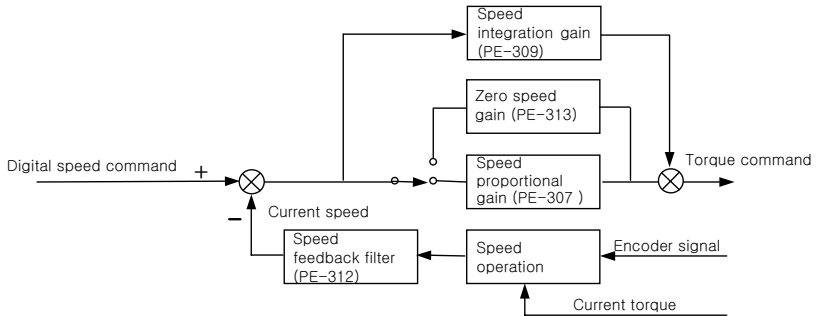 Speed
integration gain
(PE-309)
Zero speed
gain (PE-313)
Digital speed command
+
Speed
proportional
gain (PE-307 )
Torque command
−
Current speed
Speed
feedback filter
(PE-312)
Speed
operation
Encoder signal
Current torque